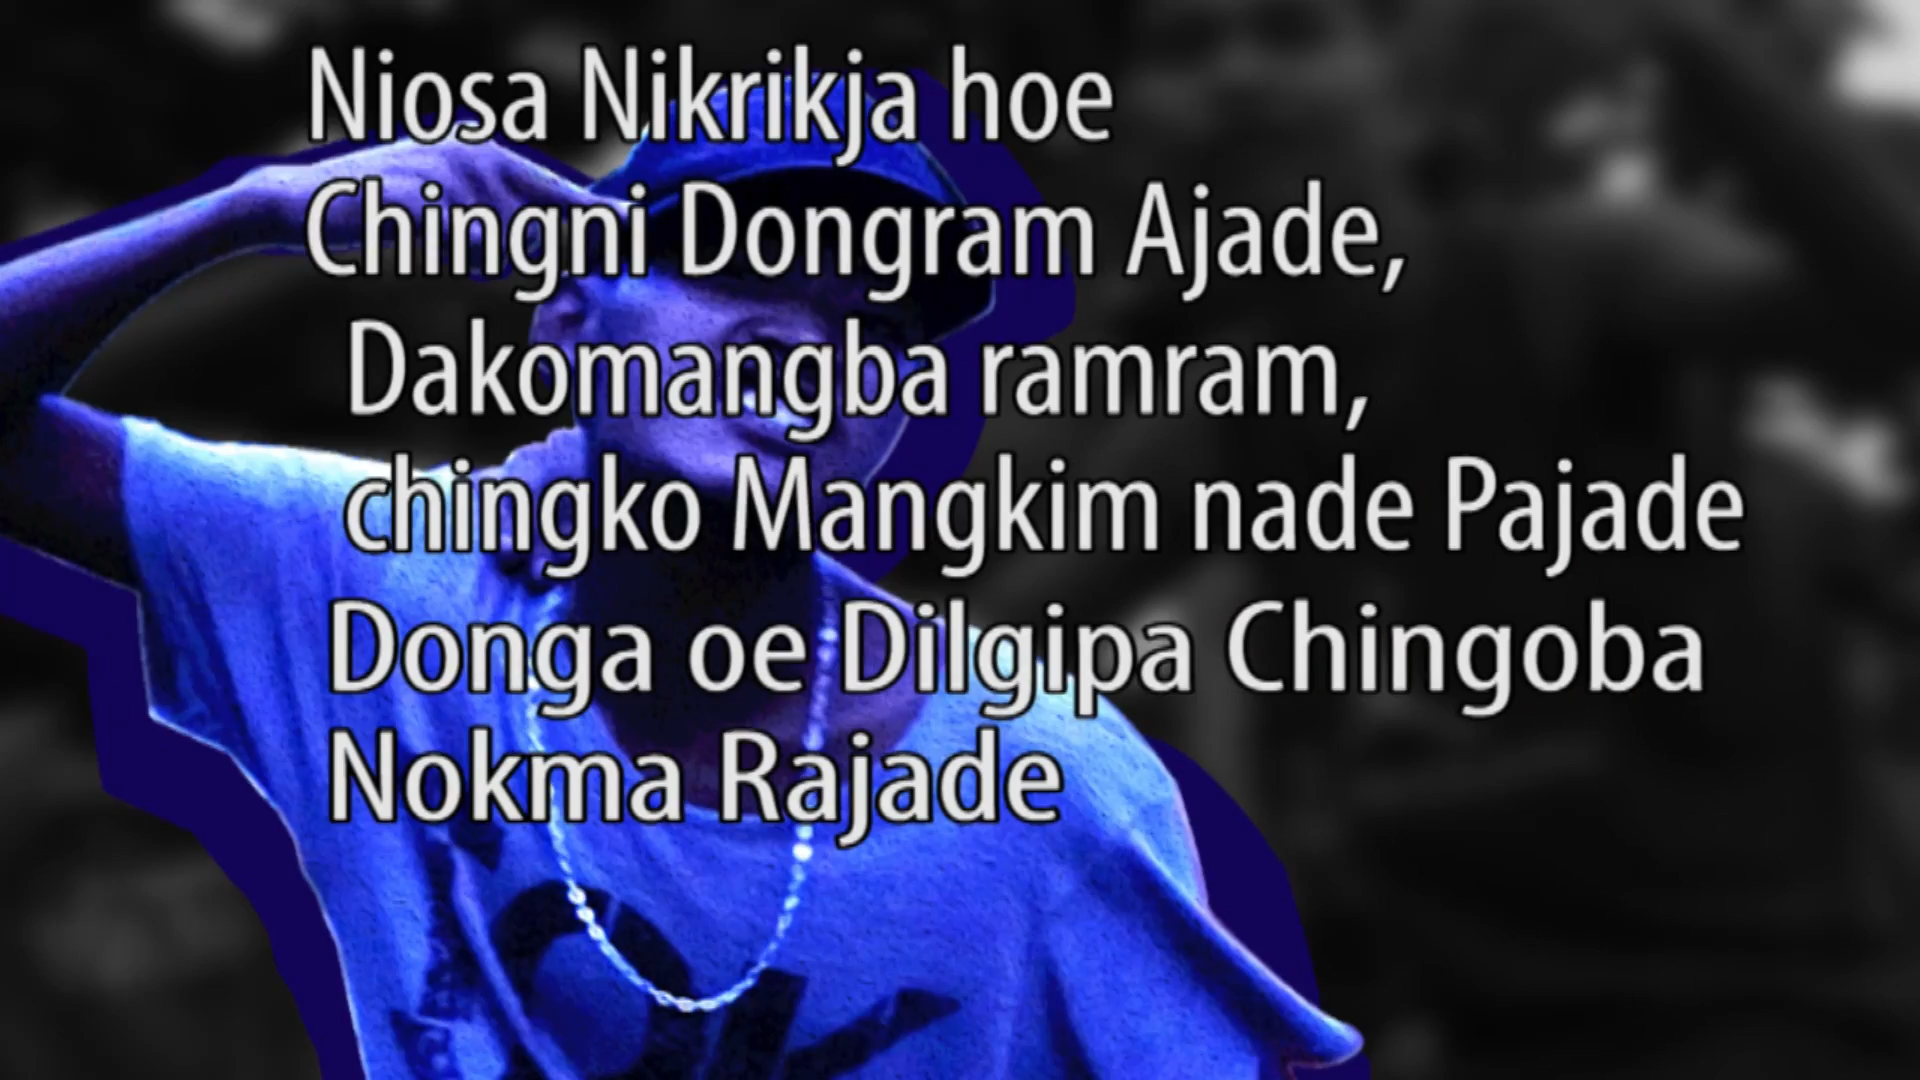 Niosa Nikrikja hoe
Chingni Dongram Ajade,
Dakomangba ramram,
chingko Mangkim nade Pajade
Donga oe Dilgipa Chingoba
Nokma Rajade